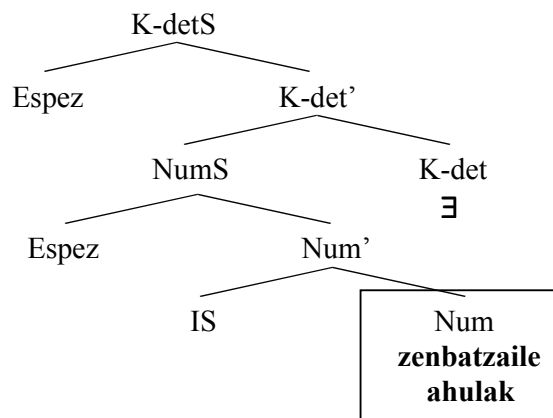 K-detS
Espez K-det’
NumS K-det
∃
Espez Num’
IS Num
zenbatzaile
ahulak